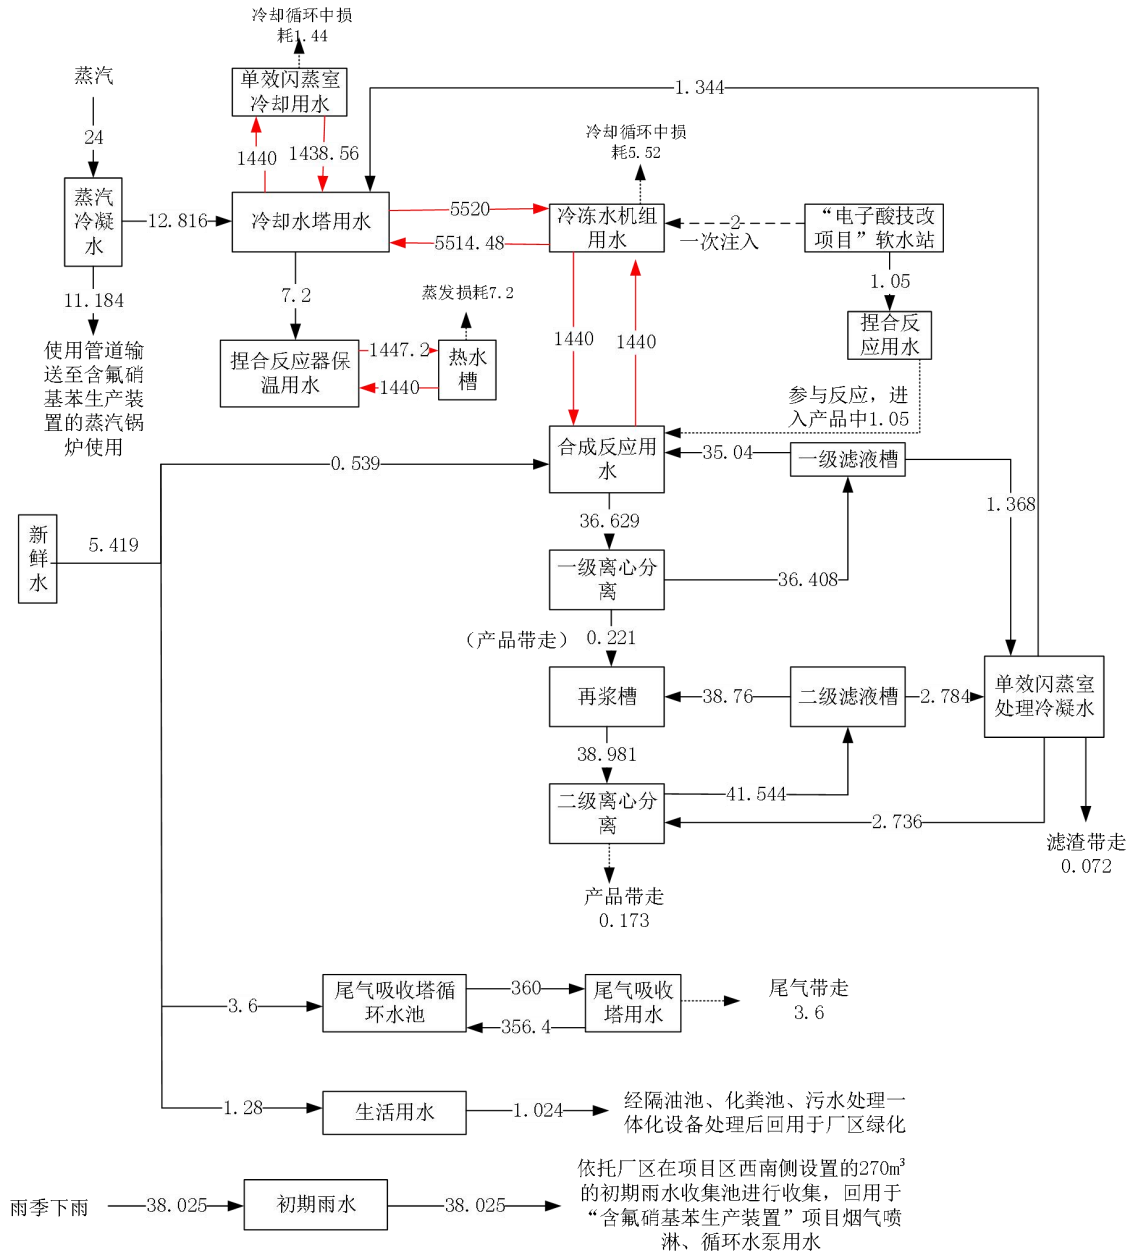 冷却循环中损
耗1.44
蒸汽
单效闪蒸室
冷却用水
1.344
24
1440
1438.56
冷却循环中损
耗5.52
蒸汽
冷凝
水
12.816
冷却水塔用水
5520
5514.48
冷冻水机组
用水
2
一次注入
“电子酸技改
项目”软水站
11.184
7.2
蒸发损耗7.2
1.05
使用管道输
送至含氟硝
基苯生产装
置的蒸汽锅
炉使用
捏合反应器保
温用水
1447.2
1440
热水
槽
1440
1440
捏合反
应用水
参与反应，进
入产品中1.05
0.539
合成反应用
水
35.04
一级滤液槽
1.368
新
鲜
水
5.419
36.629
一级离心分
离
36.408
（产品带走）
0.221
再浆槽
38.76
二级滤液槽
2.784
单效闪蒸室
处理冷凝水
38.981
二级离心分
离
41.544
2.736
滤渣带走
0.072
产品带走
0.173
3.6
尾气吸收塔循
环水池
360
356.4
尾气吸收
塔用水
尾气带走
3.6
1.28
生活用水
1.024
经隔油池、化粪池、污水处理一
体化设备处理后回用于厂区绿化
雨季下雨
38.025
初期雨水
38.025
依托厂区在项目区西南侧设置的270m³
的初期雨水收集池进行收集，回用于
“含氟硝基苯生产装置”项目烟气喷
淋、循环水泵用水